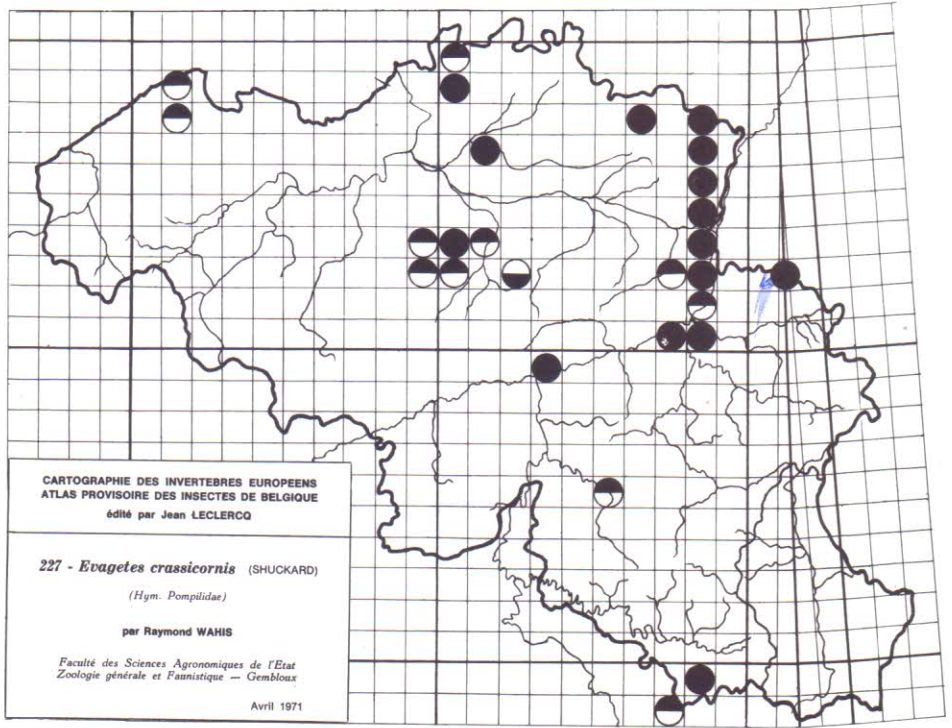 CARTOGRAPHIE DES INVERTEBRES EUROPEENS
ATLAS PROVISOIRE DES INSECTES DE BELGIQUE
édité par Jean LECLERCQ
227 - Evagetes crassicornis (SHUCKARD)
(Hym. Pompilidae)
par Raymond WAHIS
Faculté des Sciences Agronomiques de l'Etat
Zoologie générale et Faunistique — Gembloux
Avril 1971